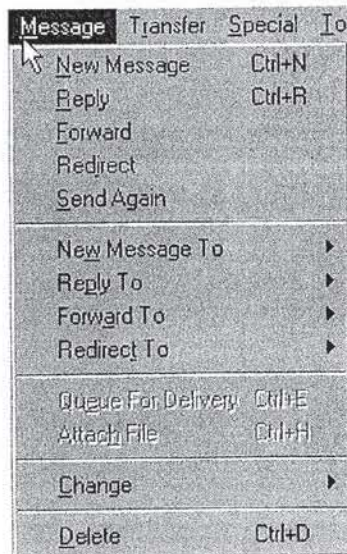 Message Transfer Special To
New Message Ctrl+N
Reply Ctrl+R
Forward
Redirect
Send Again
New Message To
Reply To
Forward To
Redirect To
Queue For Delivery Ctrl+E
Attach File Ctrl+H
Change
Delete Ctrl+D